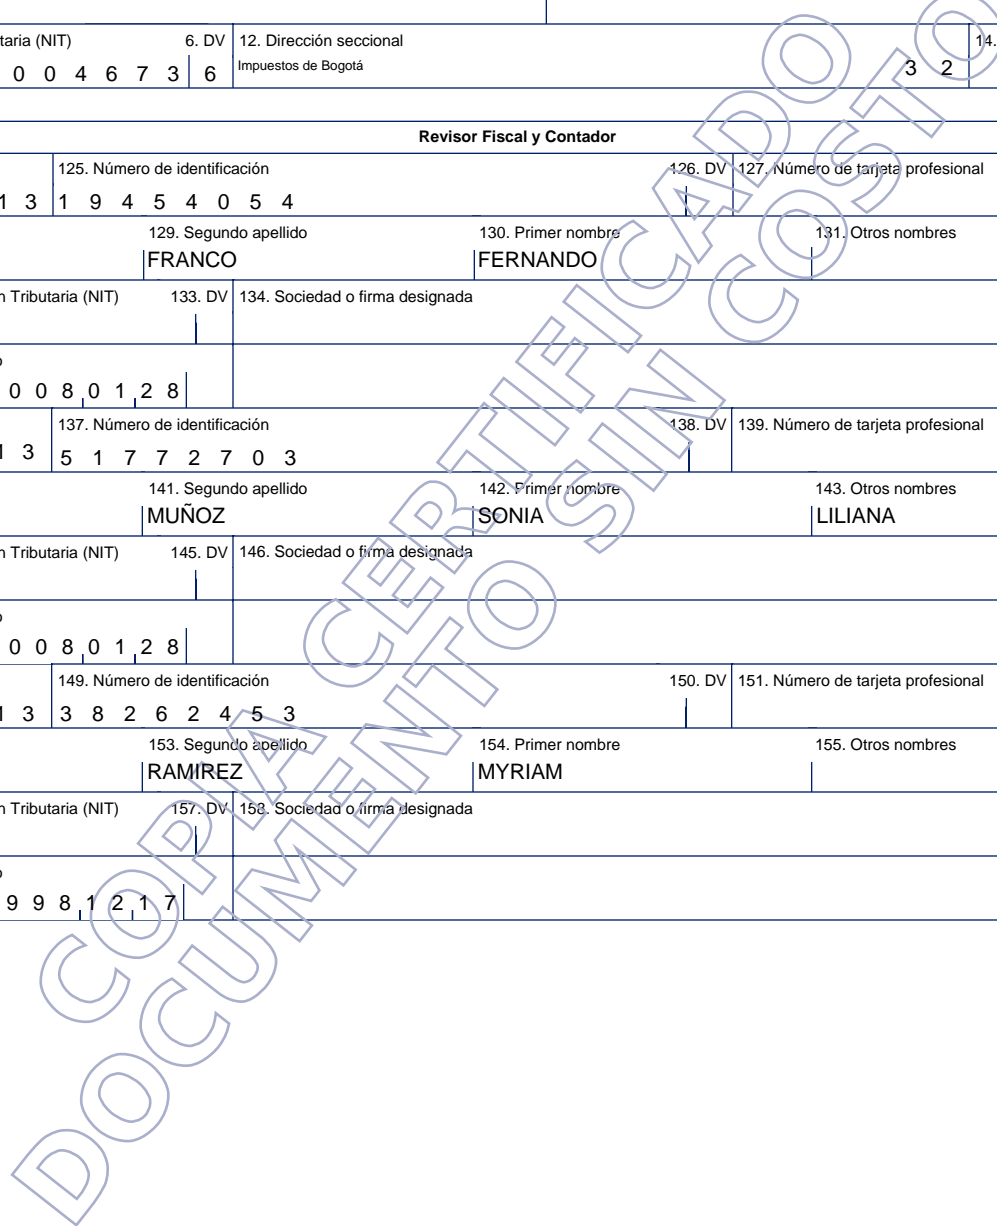 taria (NIT) 6. DV 12. Dirección seccional 14.
0 0 4 6 7 3 6 Impuestos de Bogotá 3 2
Revisor Fiscal y Contador
125. Número de identificación 126. DV 127. Número de tarjeta profesional
1 3 1 9 4 5 4 0 5 4
129. Segundo apellido 130. Primer nombre 131. Otros nombres
FRANCO FERNANDO
n Tributaria (NIT) 133. DV 134. Sociedad o firma designada
o
0 0 8 0 1 2 8
137. Número de identificación 138. DV 139. Número de tarjeta profesional
1 3 5 1 7 7 2 7 0 3
141. Segundo apellido 142. Primer nombre 143. Otros nombres
MUÑOZ SONIA LILIANA
n Tributaria (NIT) 145. DV 146. Sociedad o firma designada
o
0 0 8 0 1 2 8
149. Número de identificación 150. DV 151. Número de tarjeta profesional
1 3 3 8 2 6 2 4 5 3
153. Segundo apellido 154. Primer nombre 155. Otros nombres
RAMIREZ MYRIAM
n Tributaria (NIT) 157. DV 158. Sociedad o firma designada
o
9 9 8 1 2 1 7
COPIA CERTIFICADO
DOCUMENTO SIN COSTO